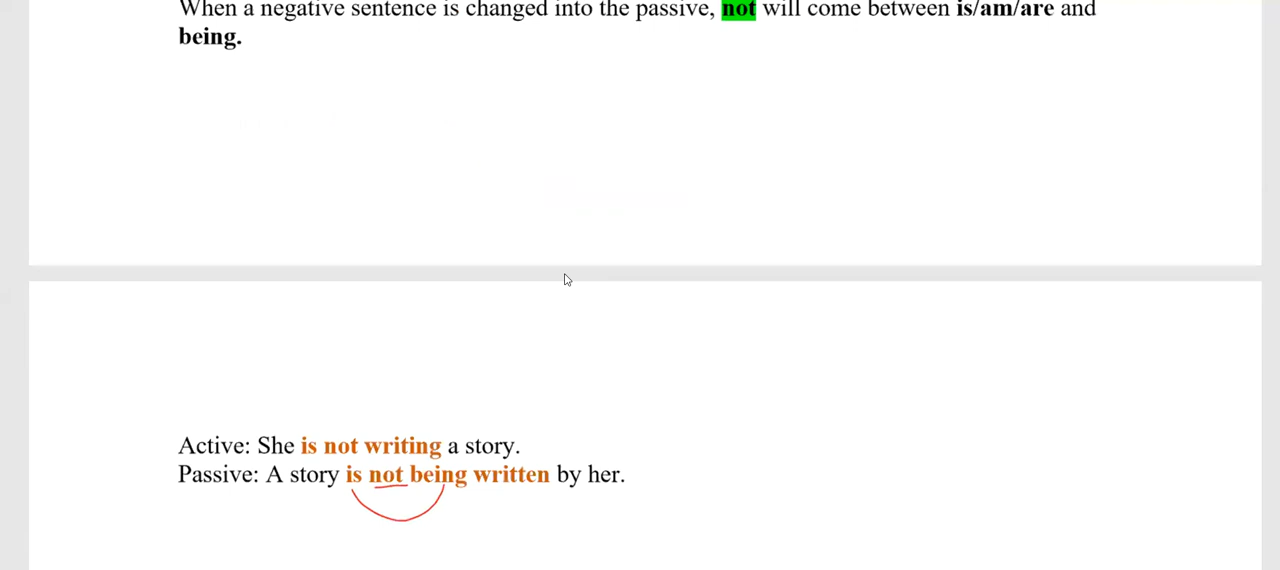 When a negative sentence is changed into the passive, not will come between is/am/are and
being.
Active: She is not writing a story.
Passive: A story is not being written by her.